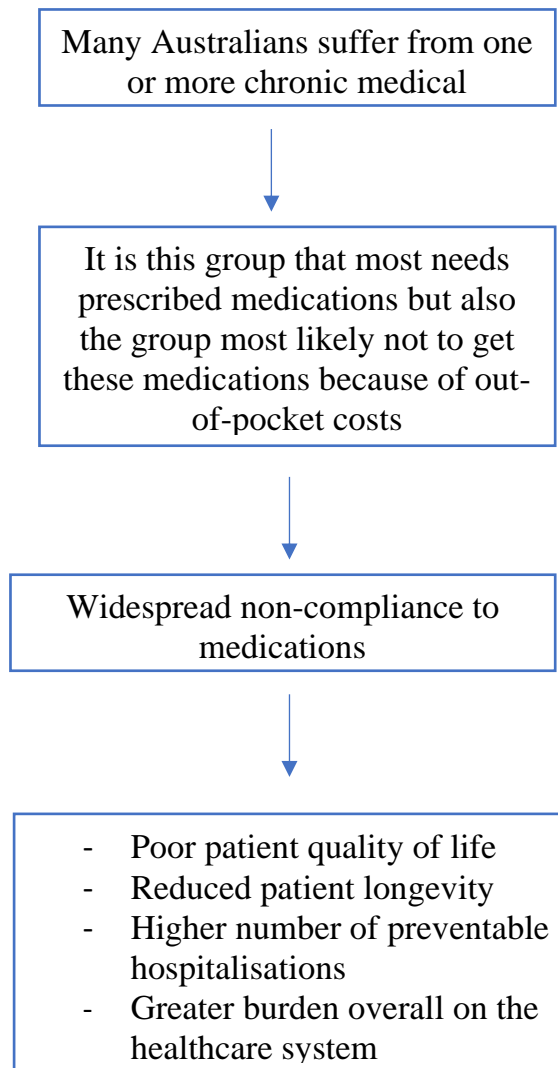 Many Australians suffer from one
or more chronic medical
It is this group that most needs
prescribed medications but also
the group most likely not to get
these medications because of out-
of-pocket costs
Widespread non-compliance to
medications
- Poor patient quality of life
- Reduced patient longevity
- Higher number of preventable
hospitalisations
- Greater burden overall on the
healthcare system